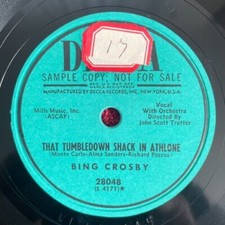 17
SAMPLE COPY: NOT FOR SALE
MANUFACTURED BY DECCA RECORDS, INC., NEW YORK, U.S.A.
Mills Music, Inc.
(ASCAP)
Vocal
With Orchestra
Directed By
John Scott Trotter
THAT TUMBLEDOWN SHACK IN ATHLONE
(Monte Carlo-Alma Sanders-Richard Pascoe)
BING CROSBY
28048
(L 4171)★